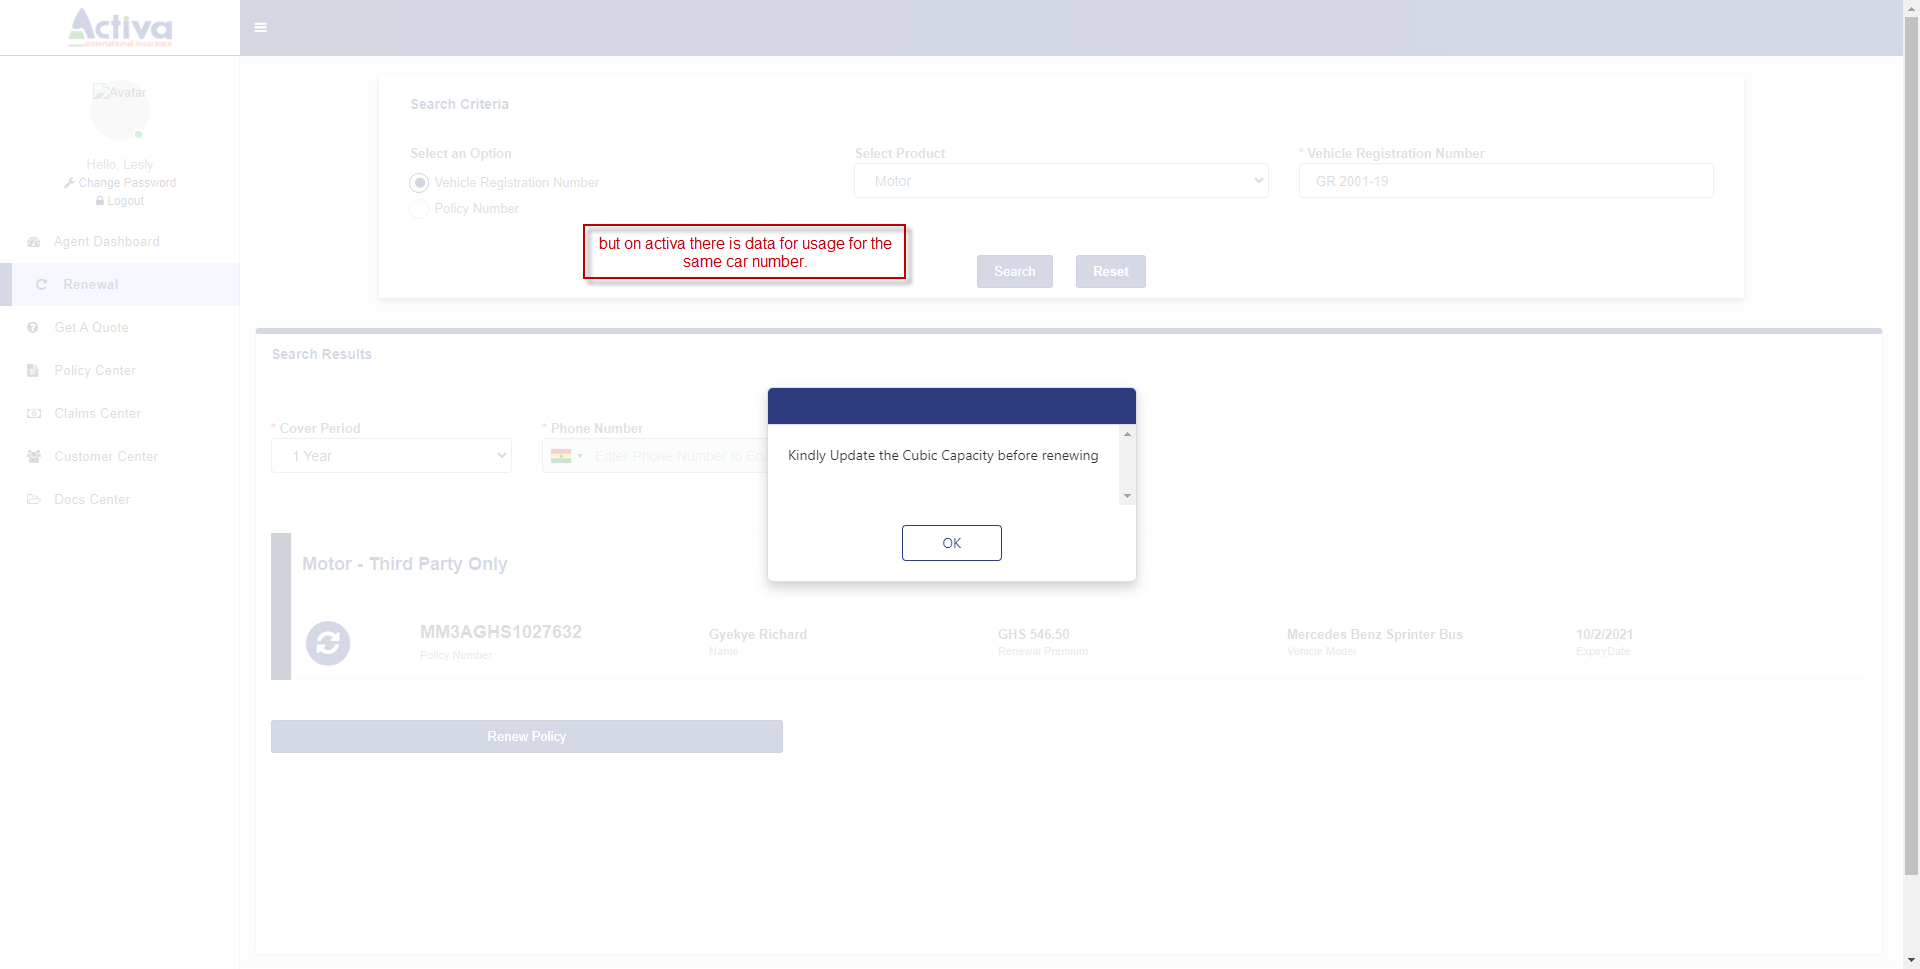 Activa
international insurance
Avatar
Hello, Lesly
Change Password
Logout
Agent Dashboard
Renewal
Get A Quote
Policy Center
Claims Center
Customer Center
Docs Center
Search Criteria
Select an Option
Vehicle Registration Number
Policy Number
Select Product
Motor
* Vehicle Registration Number
GR 2001-19
but on activa there is data for usage for the
same car number.
Search
Reset
Search Results
* Cover Period
1 Year
* Phone Number
Enter Phone Number to
Kindly Update the Cubic Capacity before renewing
OK
Motor - Third Party Only
MM3AGHS1027632
Policy Number
Gyekye Richard
Name
GHS 546.50
Renewal Premium
Mercedes Benz Sprinter Bus
Vehicle Model
10/2/2021
ExpiryDate
Renew Policy